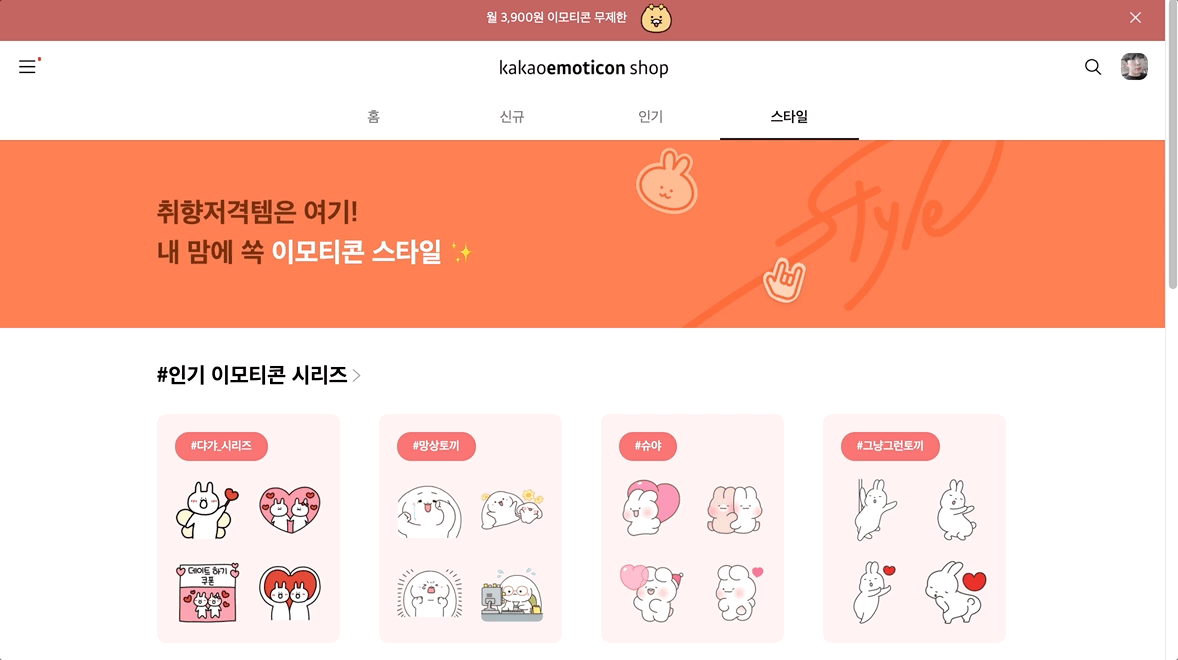 월 3,900원 이모티콘 무제한
kakaoemoticon shop
홈 신규 인기 스타일
취향저격템은 여기!
내 맘에 쏙 이모티콘 스타일
Style
#인기 이모티콘 시리즈
#댜갸_시리즈 #망상토끼 #슈야 #그냥그런토끼
데이트 하기
쿠폰